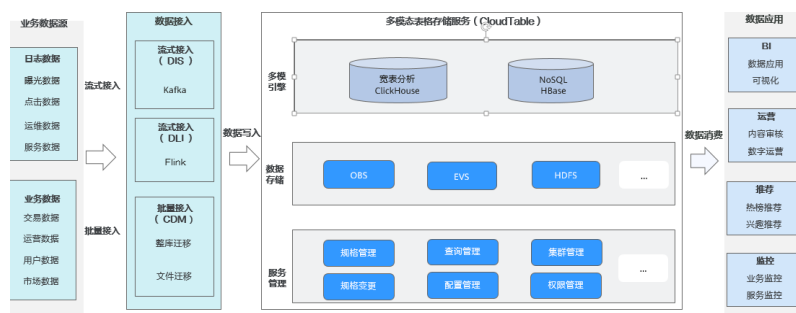 业务数据源
日志数据
曝光数据
点击数据
运维数据
服务数据
业务数据
交易数据
运营数据
用户数据
市场数据
流式接入
批量接入
数据接入
流式接入
（DIS）
Kafka
流式接入
（DLI）
Flink
批量接入
（CDM）
整库迁移
文件迁移
数据写入
多模态表格存储服务（CloudTable）
多模
引擎
宽表分析
ClickHouse
NoSQL
HBase
数据
存储
OBS
EVS
HDFS
...
服务
管理
规格管理
查询管理
集群管理
...
规格变更
配置管理
权限管理
数据消费
数据应用
BI
数据应用
可视化
运营
内容审核
数字运营
推荐
热榜推荐
兴趣推荐
监控
业务监控
服务监控